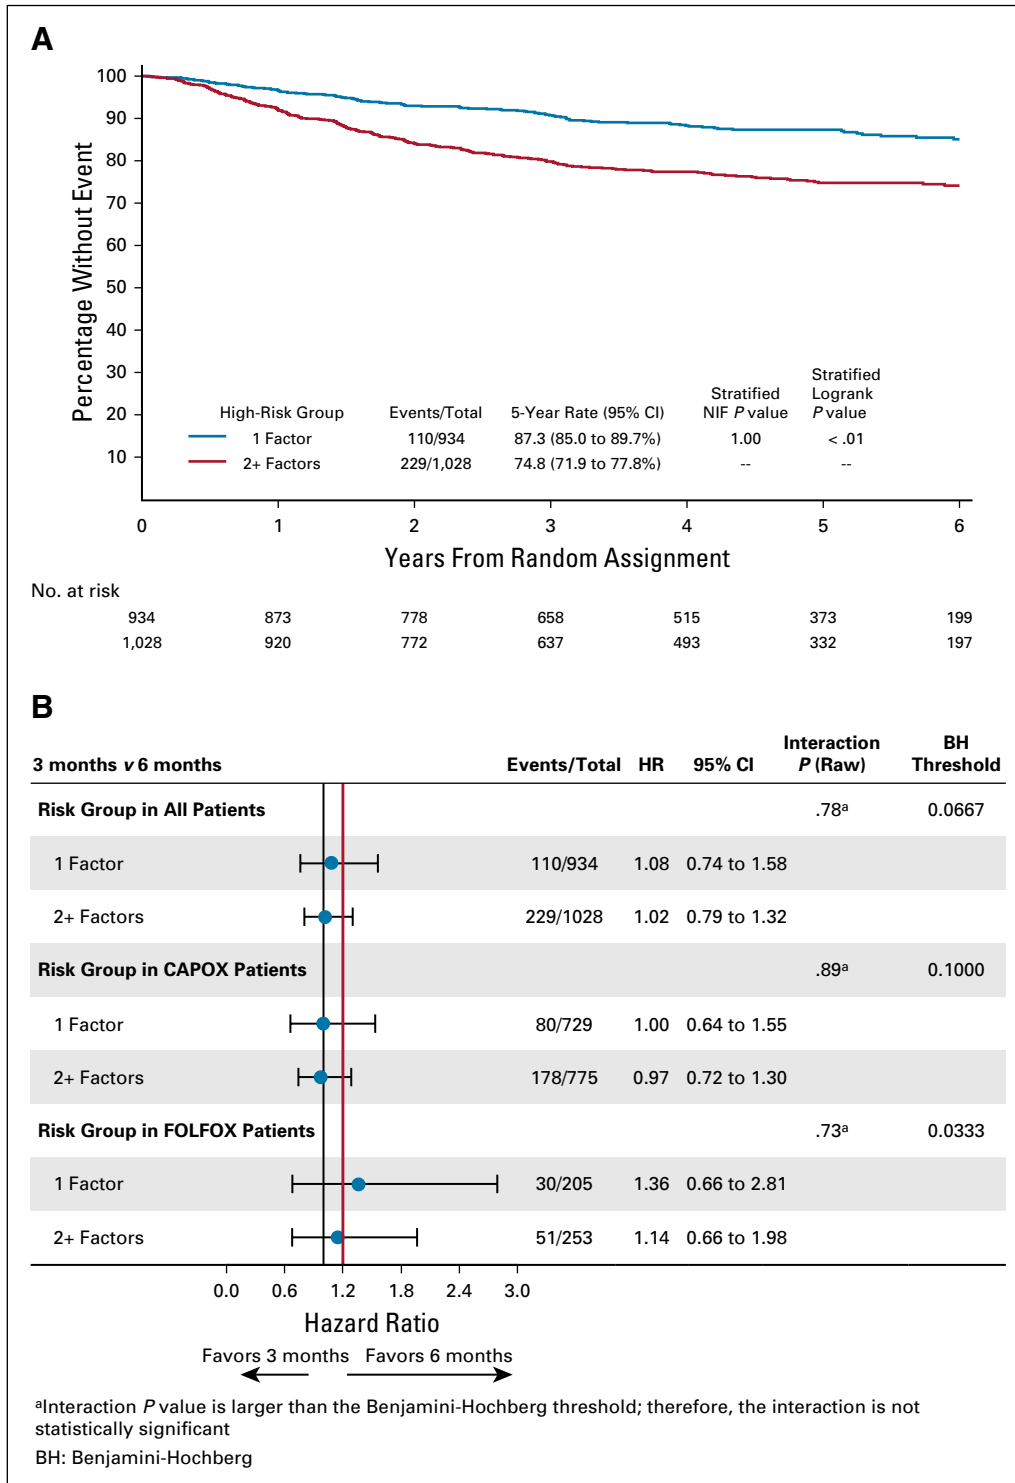 A
Percentage Without Event
100
90
80
70
60
50
40
30
20
10
High-Risk Group Events/Total 5-Year Rate (95% CI) Stratified NIF P value Stratified Logrank P value
1 Factor 110/934 87.3 (85.0 to 89.7%) 1.00 < .01
2+ Factors 229/1,028 74.8 (71.9 to 77.8%) -- --
0 1 2 3 4 5 6
Years From Random Assignment
No. at risk
934 873 778 658 515 373 199
1,028 920 772 637 493 332 197
B
3 months v 6 months Events/Total HR 95% CI Interaction P (Raw) BH Threshold
Risk Group in All Patients .78a 0.0667
1 Factor 110/934 1.08 0.74 to 1.58
2+ Factors 229/1028 1.02 0.79 to 1.32
Risk Group in CAPOX Patients .89a 0.1000
1 Factor 80/729 1.00 0.64 to 1.55
2+ Factors 178/775 0.97 0.72 to 1.30
Risk Group in FOLFOX Patients .73a 0.0333
1 Factor 30/205 1.36 0.66 to 2.81
2+ Factors 51/253 1.14 0.66 to 1.98
0.0 0.6 1.2 1.8 2.4 3.0
Hazard Ratio
Favors 3 months Favors 6 months
aInteraction P value is larger than the Benjamini-Hochberg threshold; therefore, the interaction is not
statistically significant
BH: Benjamini-Hochberg